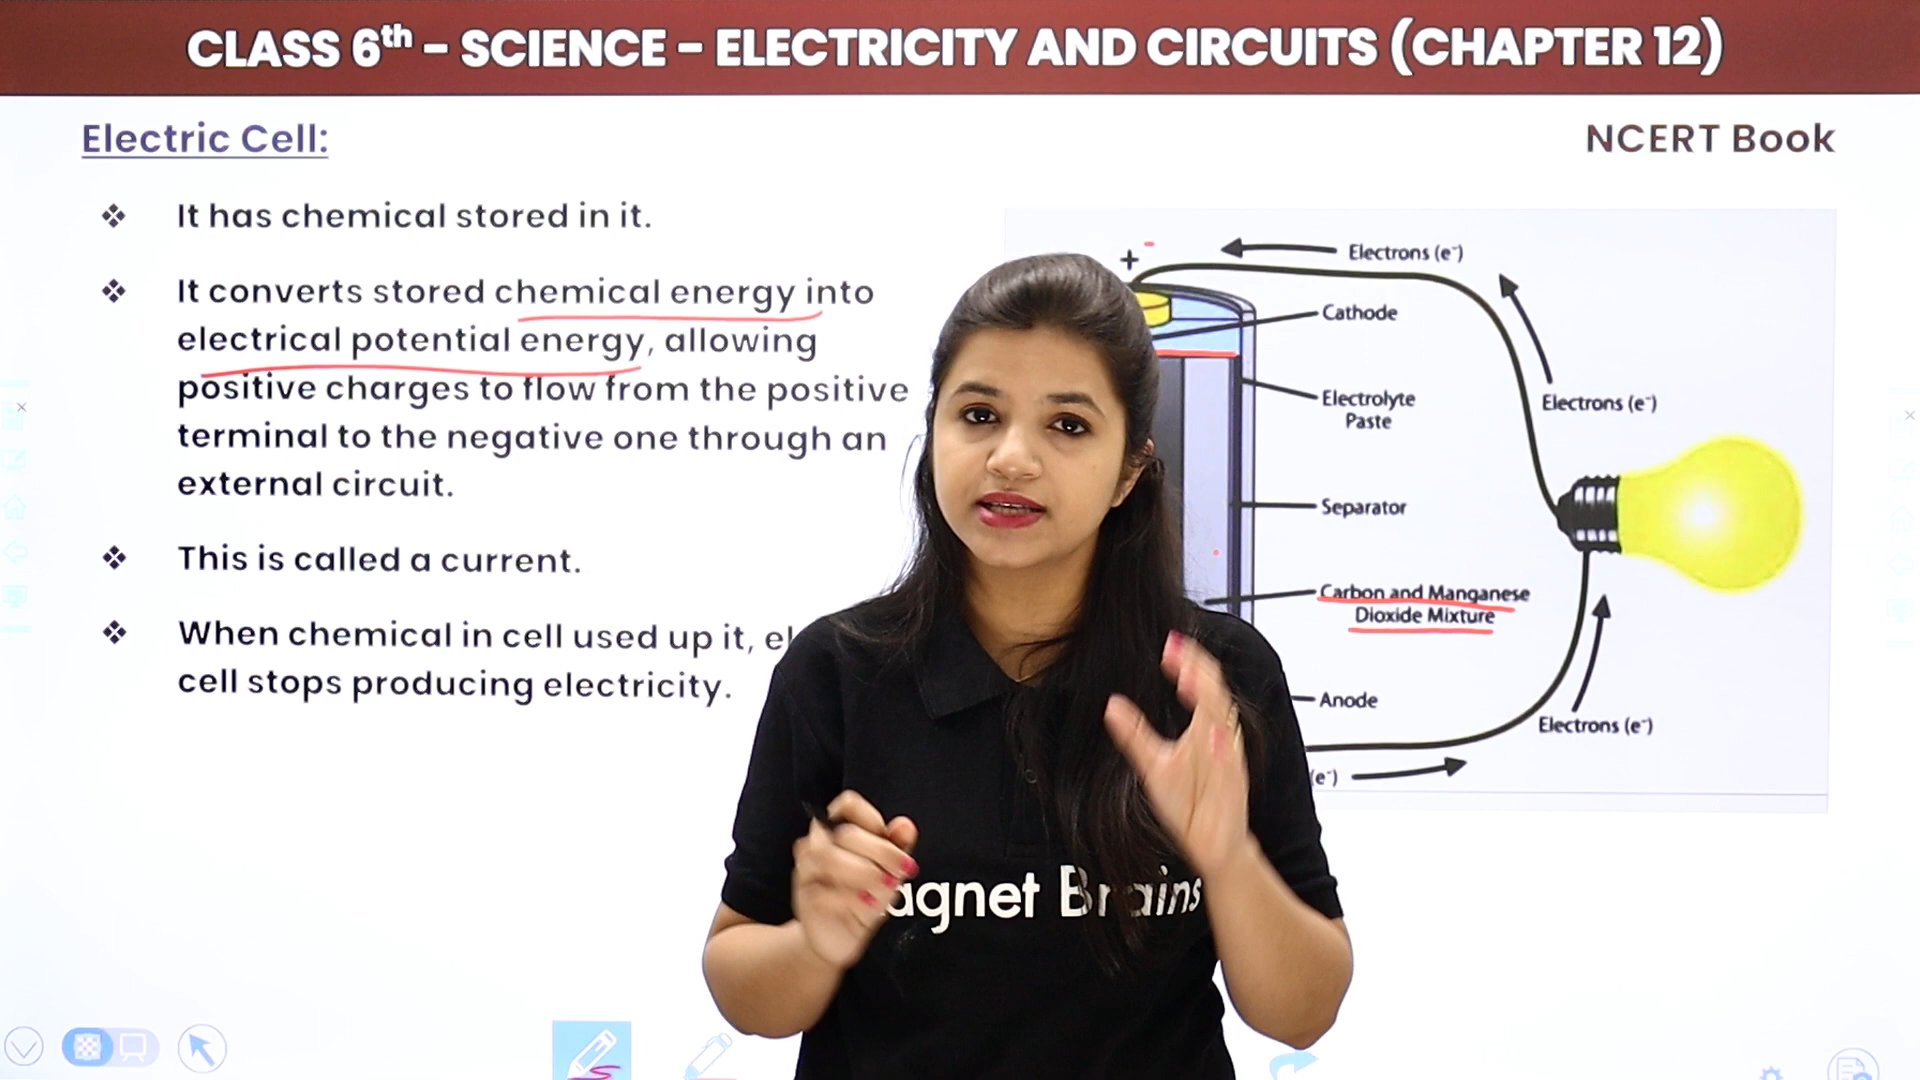 CLASS 6th – SCIENCE – ELECTRICITY AND CIRCUITS (CHAPTER 12)
Electric Cell:
NCERT Book
❖ It has chemical stored in it.
❖ It converts stored chemical energy into
electrical potential energy, allowing
positive charges to flow from the positive
terminal to the negative one through an
external circuit.
❖ This is called a current.
❖ When chemical in cell used up it,
cell stops producing electricity.
+
-
Electrons (e⁻)
Cathode
Electrolyte
Paste
Electrons (e⁻)
Separator
Carbon and Manganese
Dioxide Mixture
Anode
Electrons (e⁻)
(e⁻)
Brains